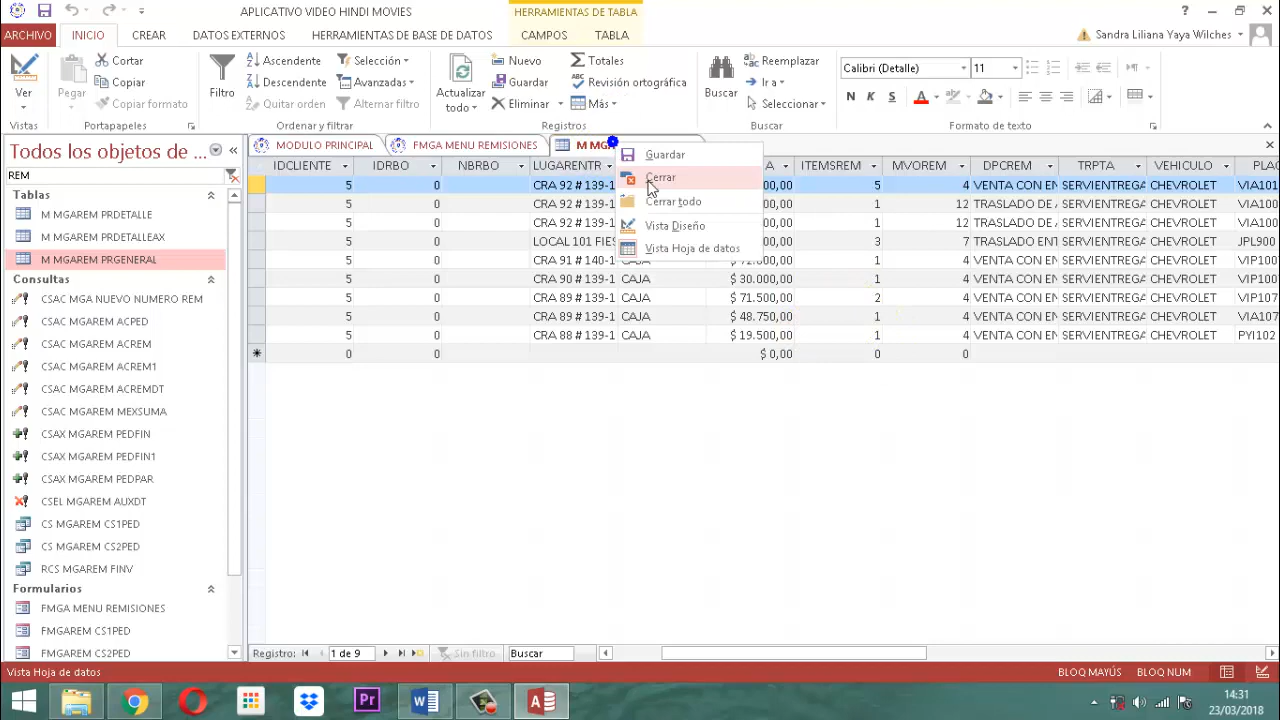 APLICATIVO VIDEO HINDI MOVIES
HERRAMIENTAS DE TABLA
ARCHIVO INICIO CREAR DATOS EXTERNOS HERRAMIENTAS DE BASE DE DATOS CAMPOS TABLA Sandra Liliana Yaya Wilches
Ver
Vistas
Pegar
Cortar
Copiar
Copiar formato
Portapapeles
Filtro
Ascendente
Descendente
Quitar orden
Selección
Avanzadas
Alternar filtro
Ordenar y filtrar
Actualizar todo
Nuevo
Guardar
Eliminar
Totales
Revisión ortográfica
Más
Registros
Buscar
Reemplazar
Ir a
Seleccionar
Buscar
Calibri (Detalle) 11
N K S A
Formato de texto
Todos los objetos de ...
REM
Tablas
M MGAREM PRDETALLE
M MGAREM PRDETALLEAX
M MGAREM PRGENERAL
Consultas
CSAC MGA NUEVO NUMERO REM
CSAC MGAREM ACPED
CSAC MGAREM ACREM
CSAC MGAREM ACREM1
CSAC MGAREM ACREMDT
CSAC MGAREM MEXSUMA
CSAX MGAREM PEDFIN
CSAX MGAREM PEDFIN1
CSAX MGAREM PEDPAR
CSEL MGAREM AUXDT
CS MGAREM CS1PED
CS MGAREM CS2PED
RCS MGAREM FINV
Formularios
FMGA MENU REMISIONES
FMGAREM CS1PED
FMGAREM CS2PED
MÓDULO PRINCIPAL FMGA MENU REMISIONES M MGA
IDCLIENTE IDRBO NBRBO LUGARENTR A ITEMSREM MVOREM DPCREM TRPTA VEHICULO PLAC
5 0 CRA 92 # 139-1 00,00 5 4 VENTA CON EN SERVIENTREGA CHEVROLET VIA101
5 0 CRA 92 # 139-1 1 12 TRASLADO DE A SERVIENTREGA CHEVROLET VIA100
5 0 CRA 92 # 139-1 1 12 VENTA CON EN SERVIENTREGA CHEVROLET VIA100
5 0 LOCAL 101 FIES 3 7 TRASLADO EN SERVIENTREGA CHEVROLET JPL900
5 0 CRA 91 # 140-1 CAJA 1 4 VENTA CON EN SERVIENTREGA CHEVROLET VIP100
5 0 CRA 90 # 139-1 CAJA $ 30.000,00 1 4 VENTA CON EN SERVIENTREGA CHEVROLET VIA100
5 0 CRA 89 # 139-1 CAJA $ 71.500,00 2 4 VENTA CON EN SERVIENTREGA CHEVROLET VIP107
5 0 CRA 89 # 139-1 CAJA $ 48.750,00 1 4 VENTA CON EN SERVIENTREGA CHEVROLET VIA107
5 0 CRA 88 # 139-1 CAJA $ 19.500,00 1 4 VENTA CON EN SERVIENTREGA CHEVROLET PYI102
0 0 $ 0,00 0 0
Guardar
Cerrar
Cerrar todo
Vista Diseño
Vista Hoja de datos
Registro: 1 de 9 Sin filtro Buscar
Vista Hoja de datos BLOQ MAYÚS BLOQ NUM
Pr
14:31
23/03/2018